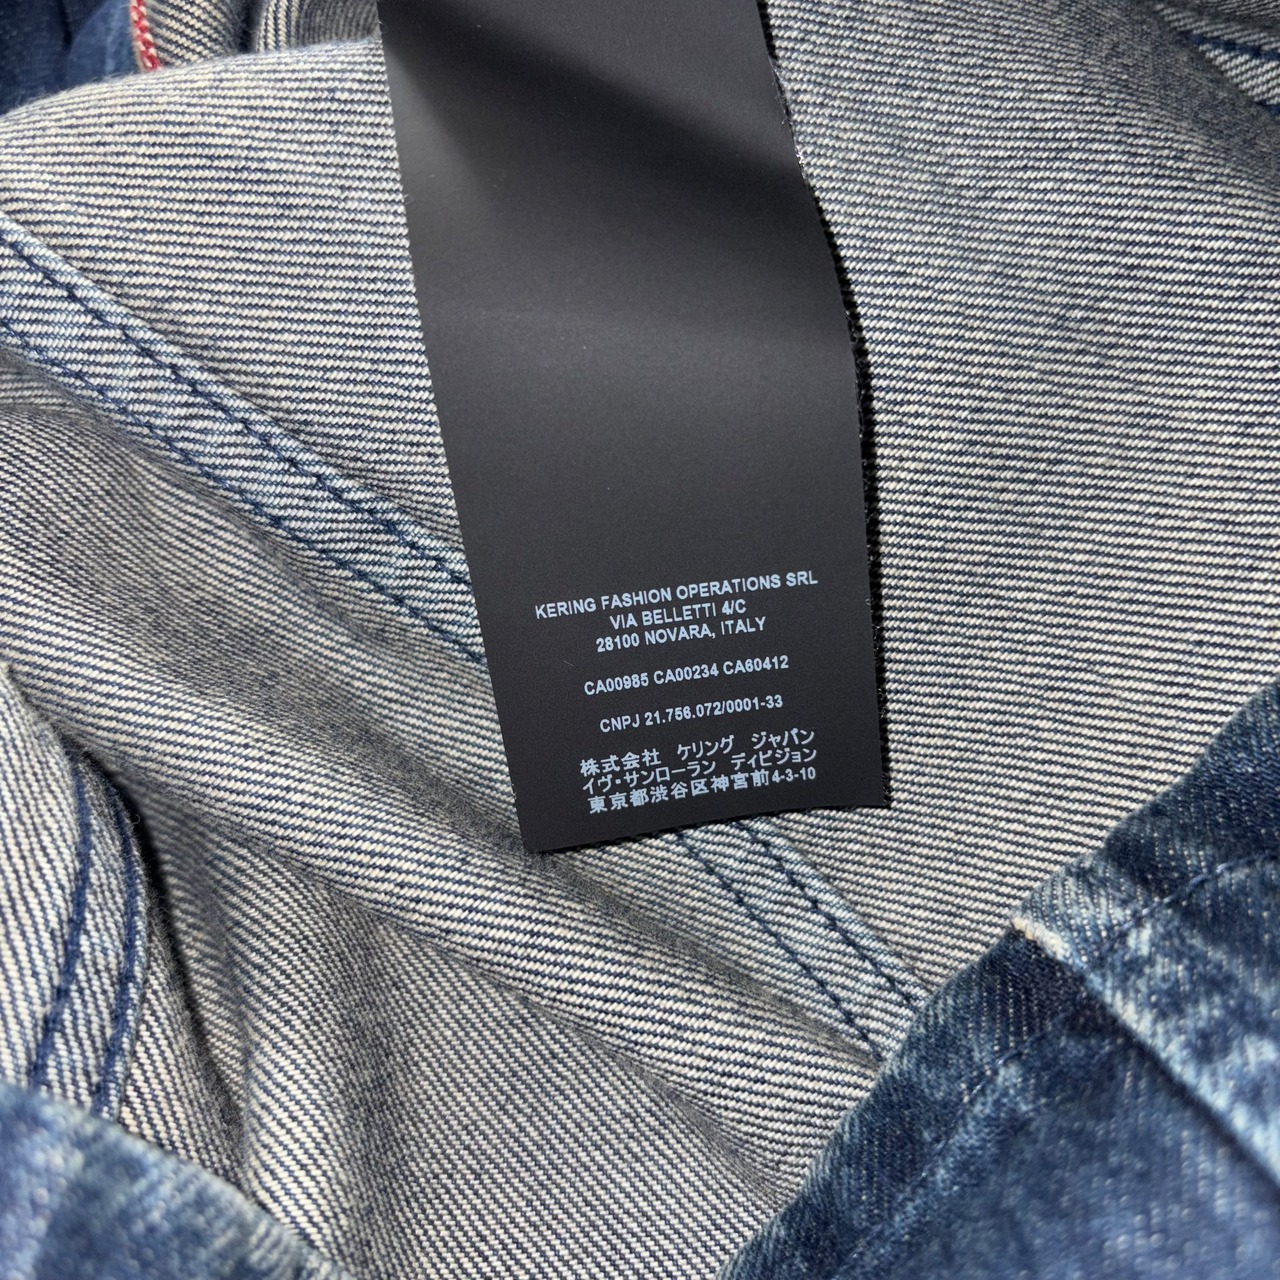 KERING FASHION OPERATIONS SRL
VIA BELLETTI 4/C
28100 NOVARA, ITALY
CA00985 CA00234 CA60412
CNPJ 21.756.072/0001-33
株式会社 ケリング ジャパン
イヴ・サンローラン ディビジョン
東京都渋谷区神宮前4-3-10